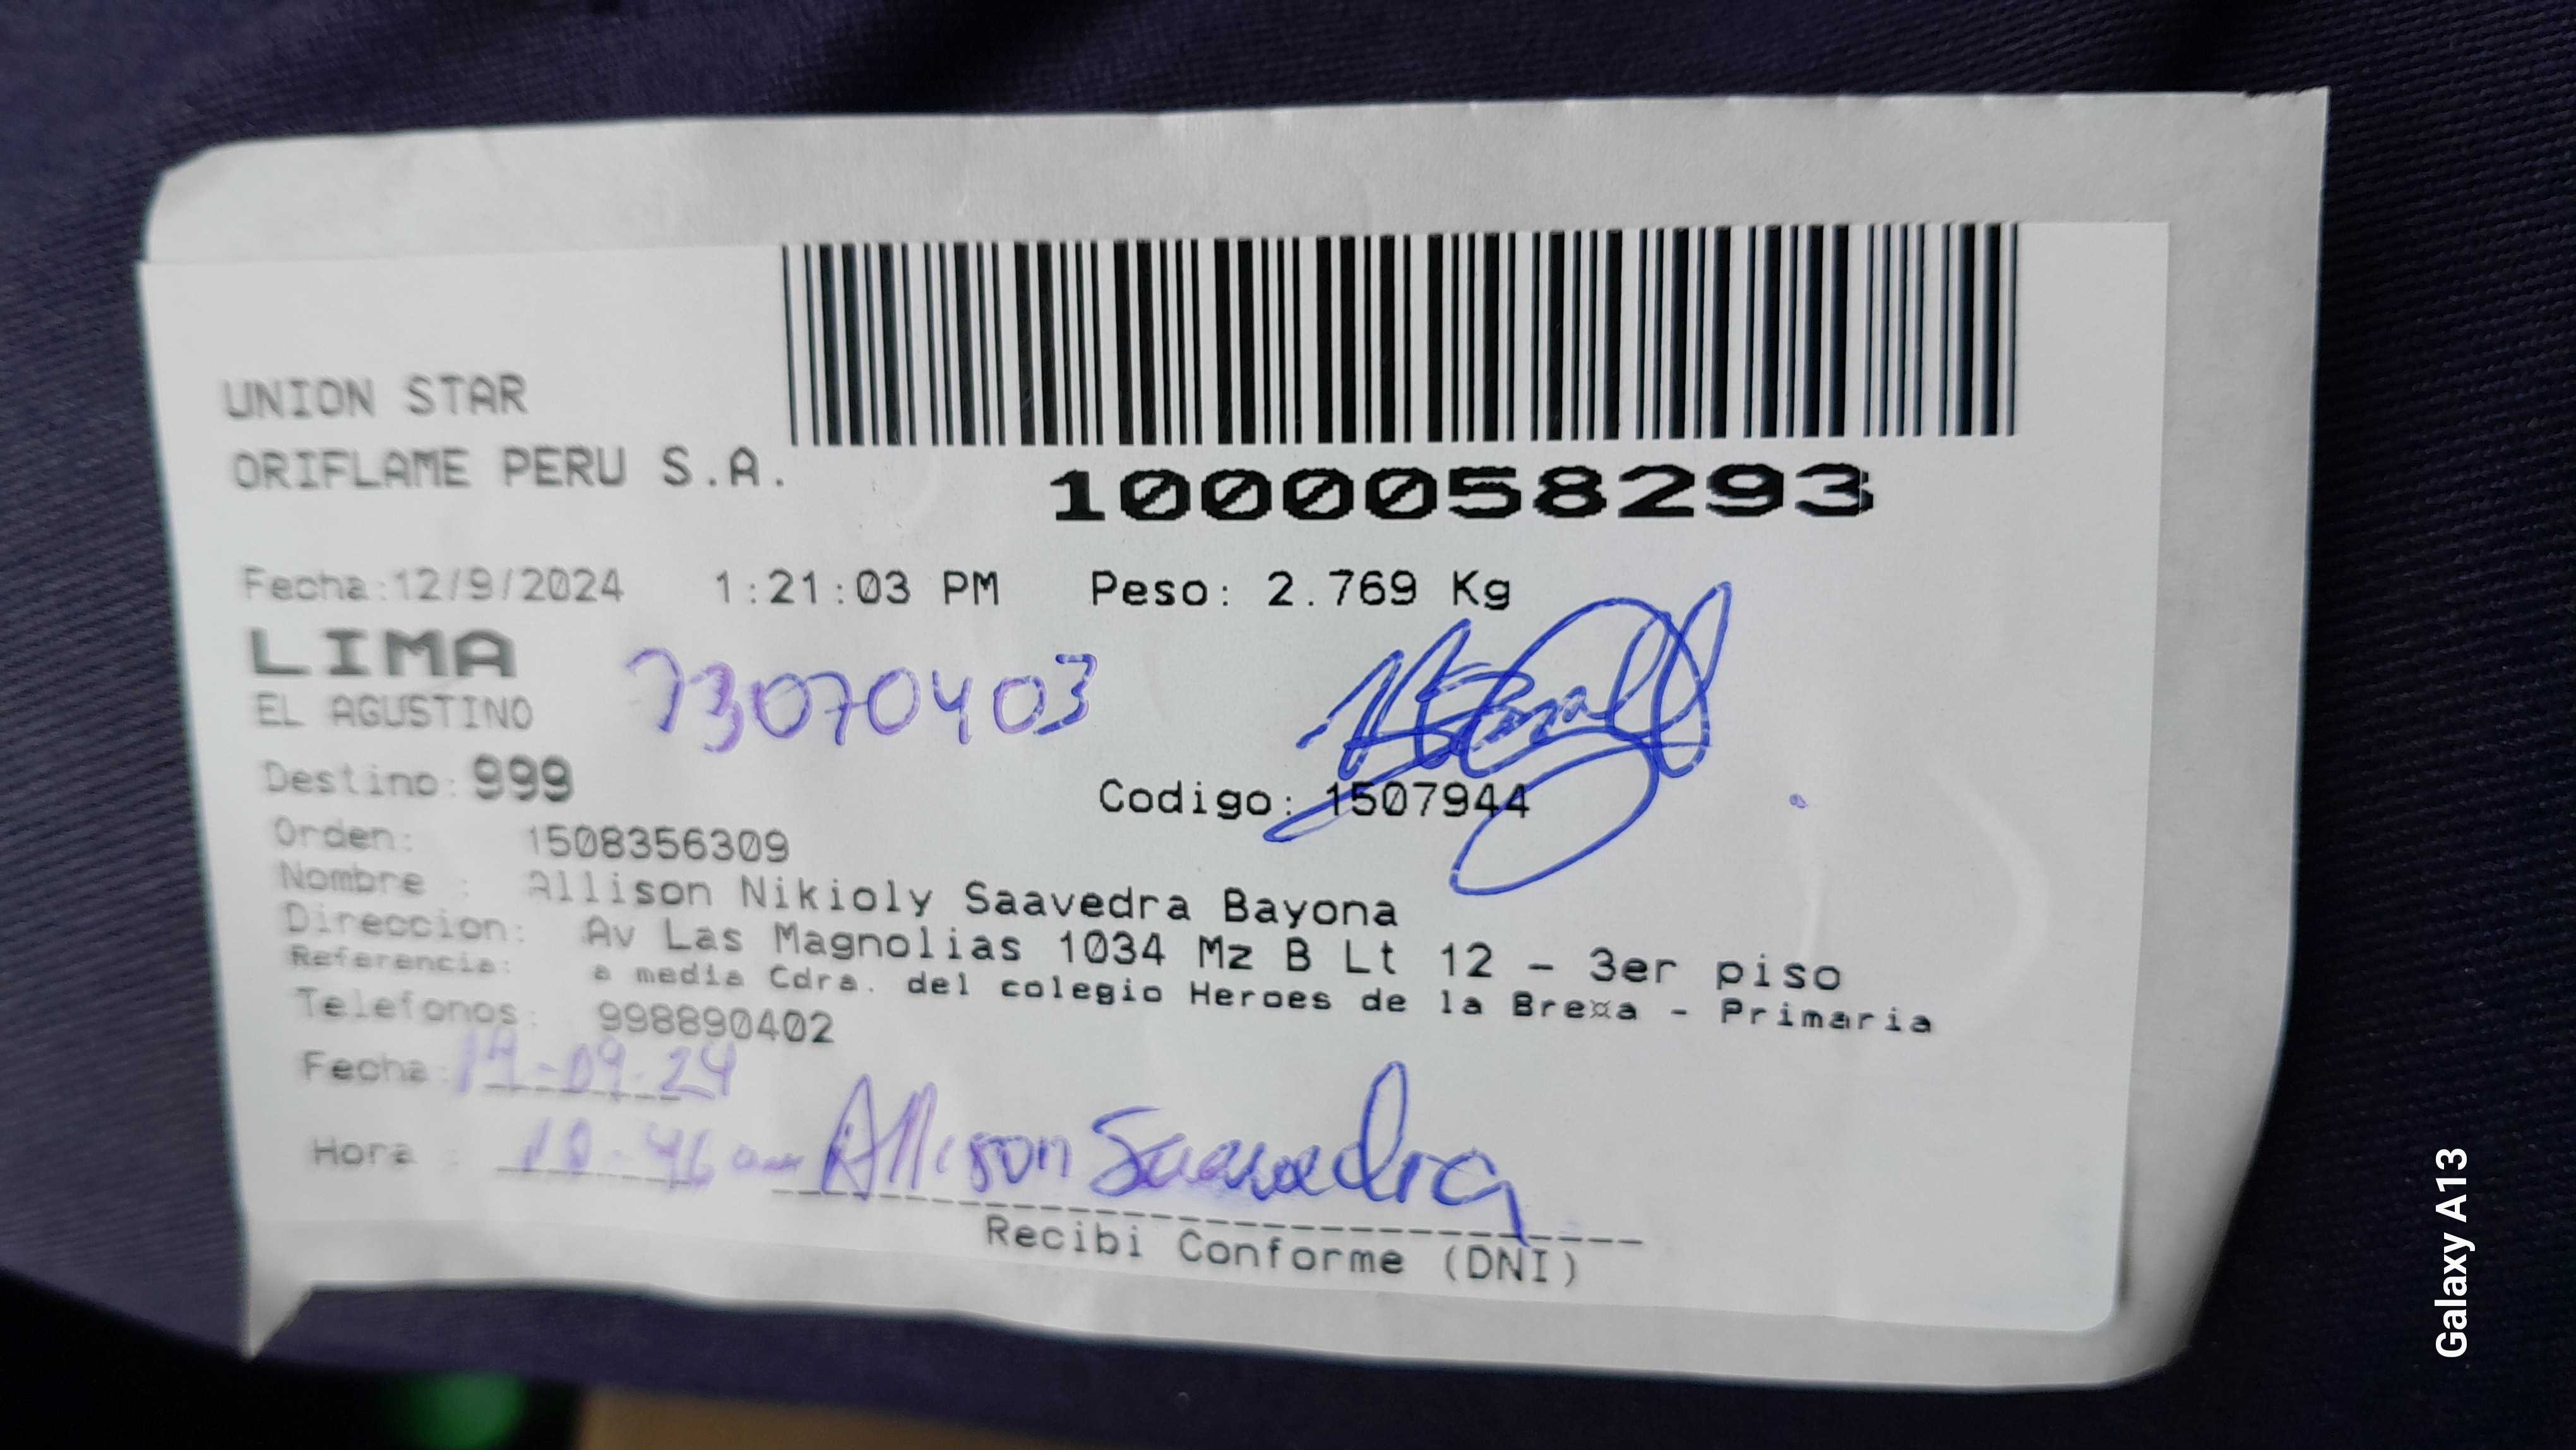 UNION STAR
ORIFLAME PERU S.A.
1000058293
Fecha:12/9/2024 1:21:03 PM Peso: 2.769 Kg
LIMA
EL AGUSTINO
73070403
Destino: 999
Codigo: 1507944
Orden: 1508356309
Nombre : Allison Nikioly Saavedra Bayona
Direccion: Av Las Magnolias 1034 Mz B Lt 12 - 3er piso
Referencia: a media Cdra. del colegio Heroes de la Bre¤a - Primaria
Telefonos: 998890402
Fecha: 14-09-24
Hora : 10-46 am Allison Saavedra
Recibi Conforme (DNI)
Galaxy A13